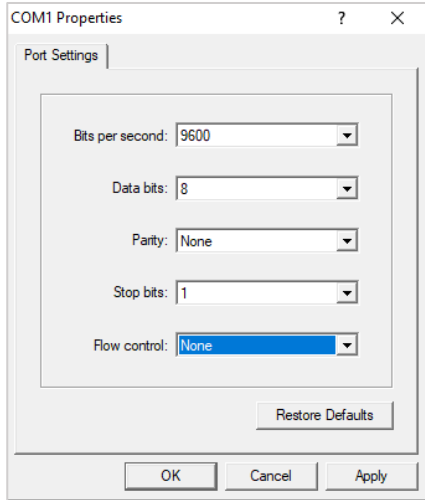 COM1 Properties ? X
Port Settings
Bits per second: 9600
Data bits: 8
Parity: None
Stop bits: 1
Flow control: None
Restore Defaults
OK Cancel Apply